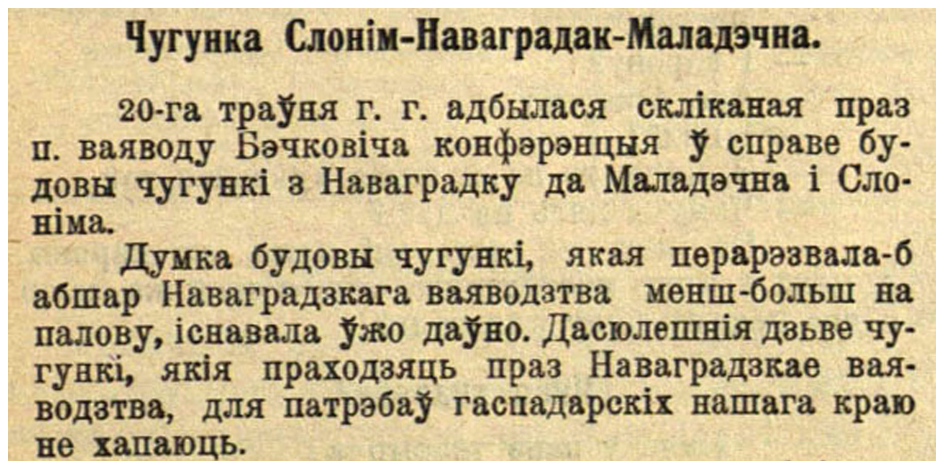 Чугунка Слонім-Наваградак-Маладэчна.
20-га траўня г. г. адбылася скліканая праз
п. ваяводу Бэчковіча конфэрэнцыя ў справе бу-
довы чугункі з Наваградку да Маладэчна і Сло-
німа.
Думка будовы чугункі, якая перарэзвала-б
абшар Наваградзкага ваяводзтва менш-больш на
палову, існавала ўжо даўно. Дасюлешнія дзьве чу-
гункі, якія праходзяць праз Наваградзкае вая-
водзтва, для патрэбаў гаспадарскіх нашага краю
не хапаюць.